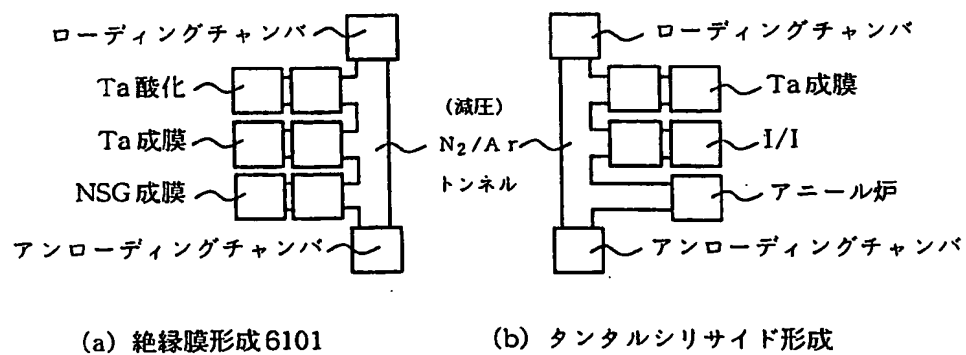 ローディングチャンバ
Ta酸化
Ta成膜
NSG成膜
アンローディングチャンバ
(減圧)
N₂/Ar
トンネル
ローディングチャンバ
Ta成膜
I/I
アニール炉
アンローディングチャンバ
(a) 絶縁膜形成6101
(b) タンタルシリサイド形成